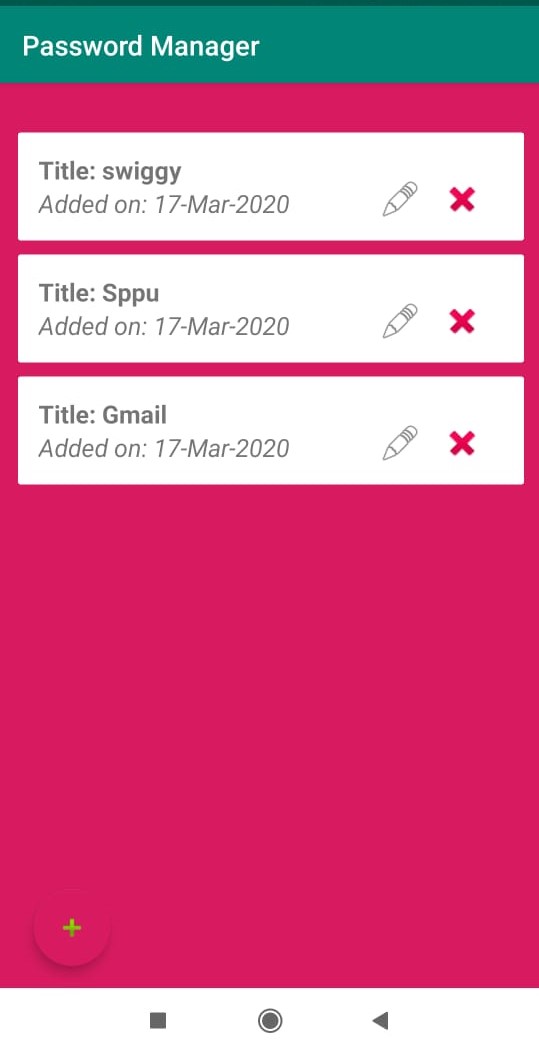 Password Manager
Title: swiggy
Added on: 17-Mar-2020
Title: Sppu
Added on: 17-Mar-2020
Title: Gmail
Added on: 17-Mar-2020
+